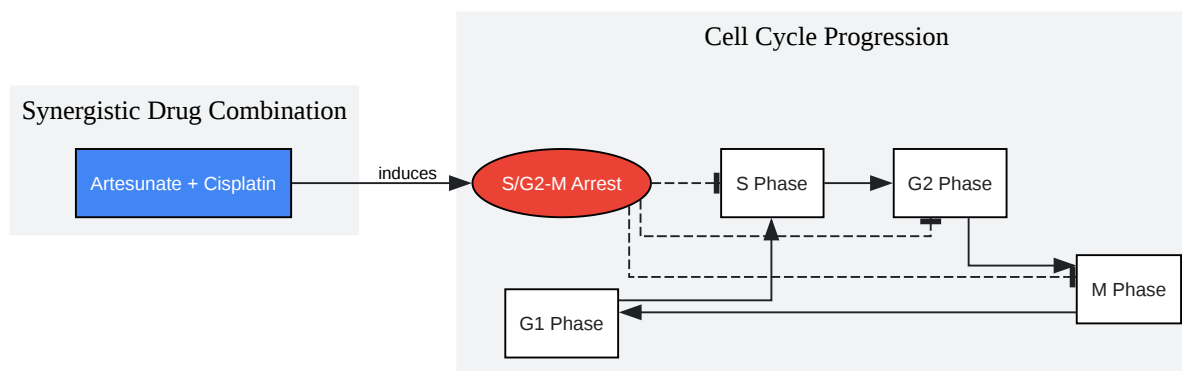 Cell Cycle Progression
Synergistic Drug Combination
Artesunate + Cisplatin
induces
S/G2-M Arrest
S Phase
G2 Phase
M Phase
G1 Phase